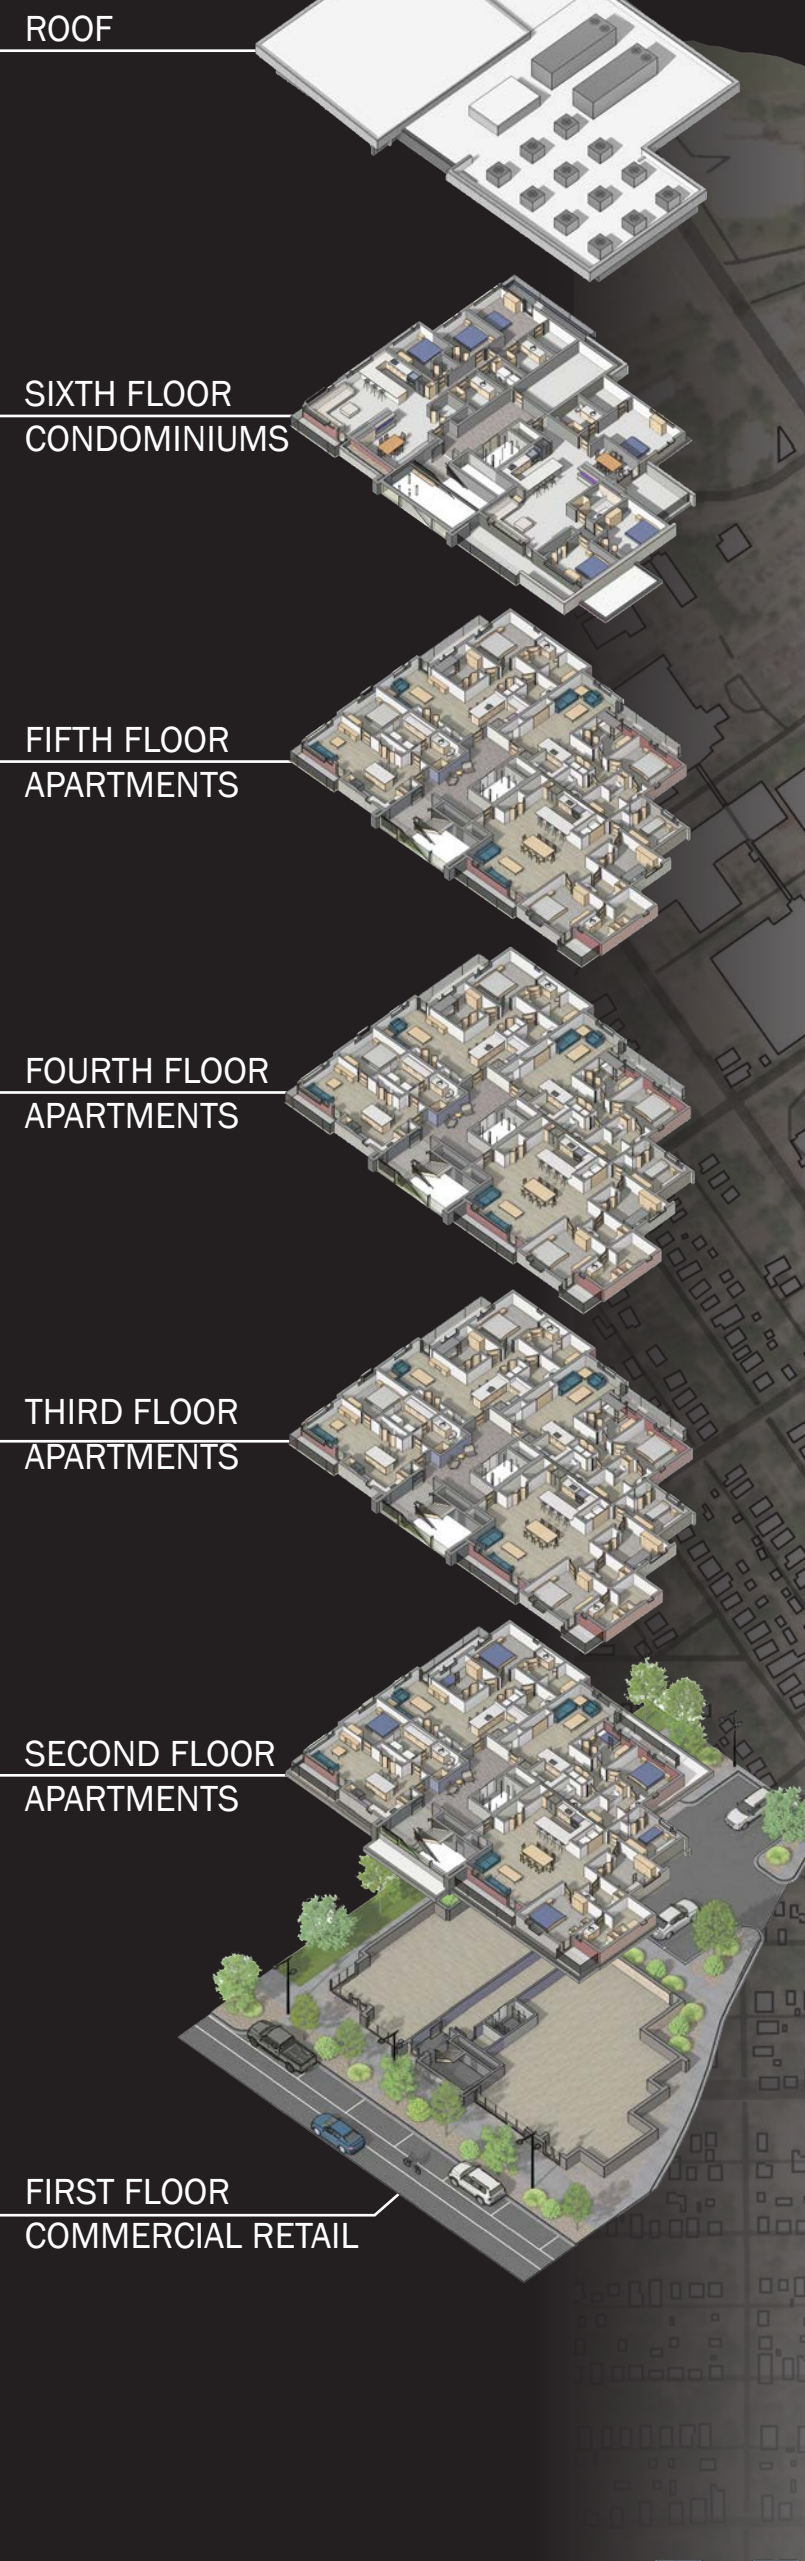 ROOF
SIXTH FLOOR
CONDOMINIUMS
FIFTH FLOOR
APARTMENTS
FOURTH FLOOR
APARTMENTS
THIRD FLOOR
APARTMENTS
SECOND FLOOR
APARTMENTS
FIRST FLOOR
COMMERCIAL RETAIL